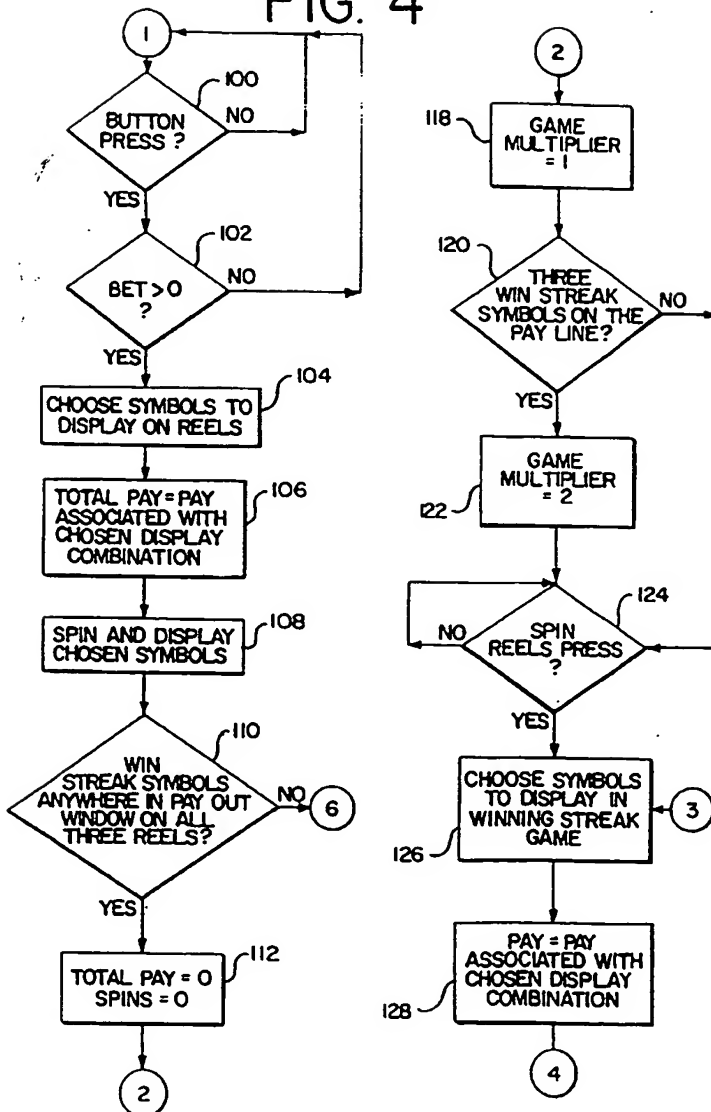 FIG. 4
1
BUTTON
PRESS ?
100
NO
YES
BET > 0
?
102
NO
YES
CHOOSE SYMBOLS TO
DISPLAY ON REELS
104
TOTAL PAY = PAY
ASSOCIATED WITH
CHOSEN DISPLAY
COMBINATION
106
SPIN AND DISPLAY
CHOSEN SYMBOLS
108
WIN
STREAK SYMBOLS
ANYWHERE IN PAY OUT
WINDOW ON ALL
THREE REELS?
110
NO
6
YES
TOTAL PAY = 0
SPINS = 0
112
2
2
118
GAME
MULTIPLIER
= 1
120
THREE
WIN STREAK
SYMBOLS ON THE
PAY LINE?
NO
YES
GAME
MULTIPLIER
= 2
122
124
NO
SPIN
REELS PRESS
?
YES
CHOOSE SYMBOLS
TO DISPLAY IN
WINNING STREAK
GAME
3
126
PAY = PAY
ASSOCIATED WITH
CHOSEN DISPLAY
COMBINATION
128
4